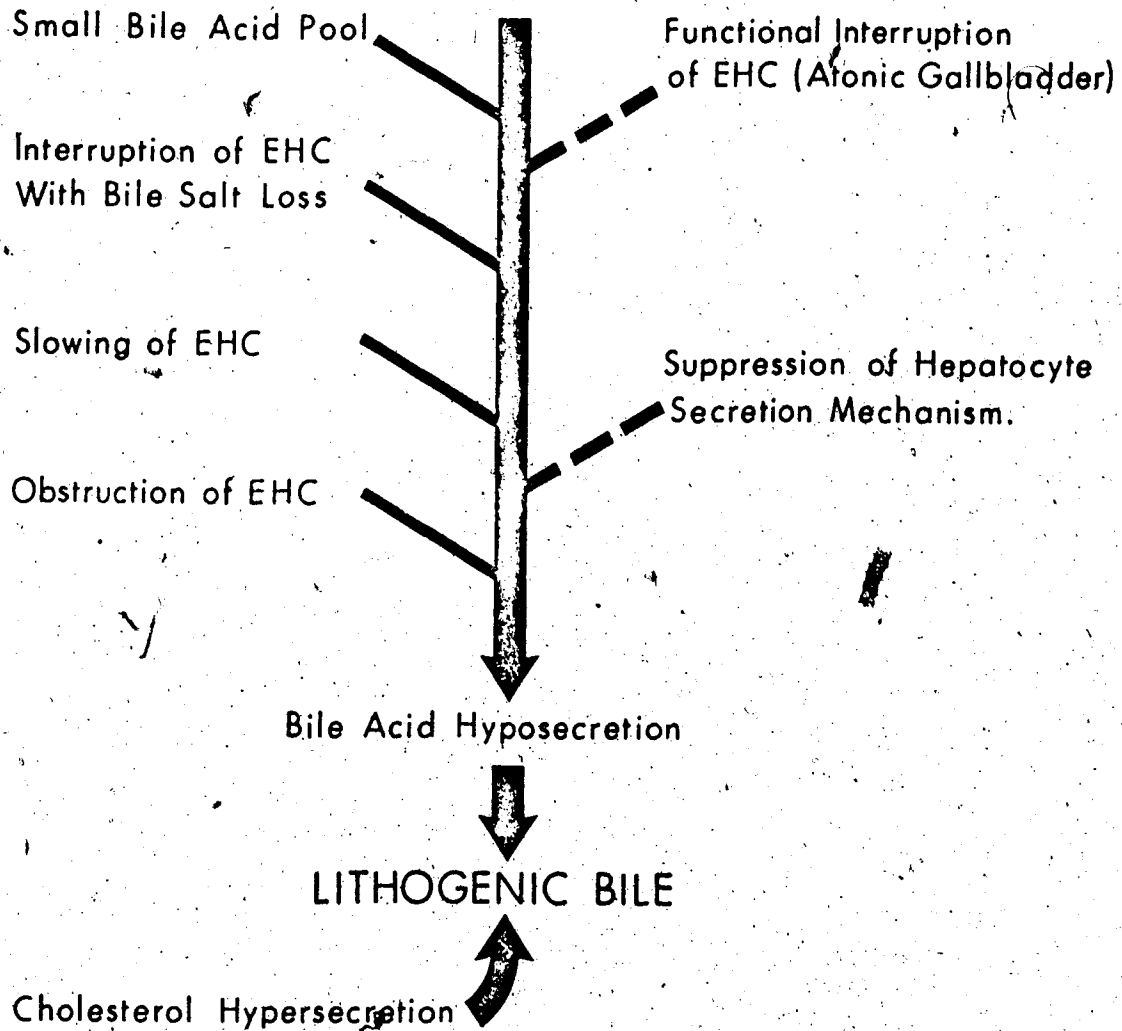 Small Bile Acid Pool
Functional Interruption
of EHC (Atonic Gallbladder)
Interruption of EHC
With Bile Salt Loss
Slowing of EHC
Suppression of Hepatocyte
Secretion Mechanism.
Obstruction of EHC
Bile Acid Hyposecretion
LITHOGENIC BILE
Cholesterol Hypersecretion